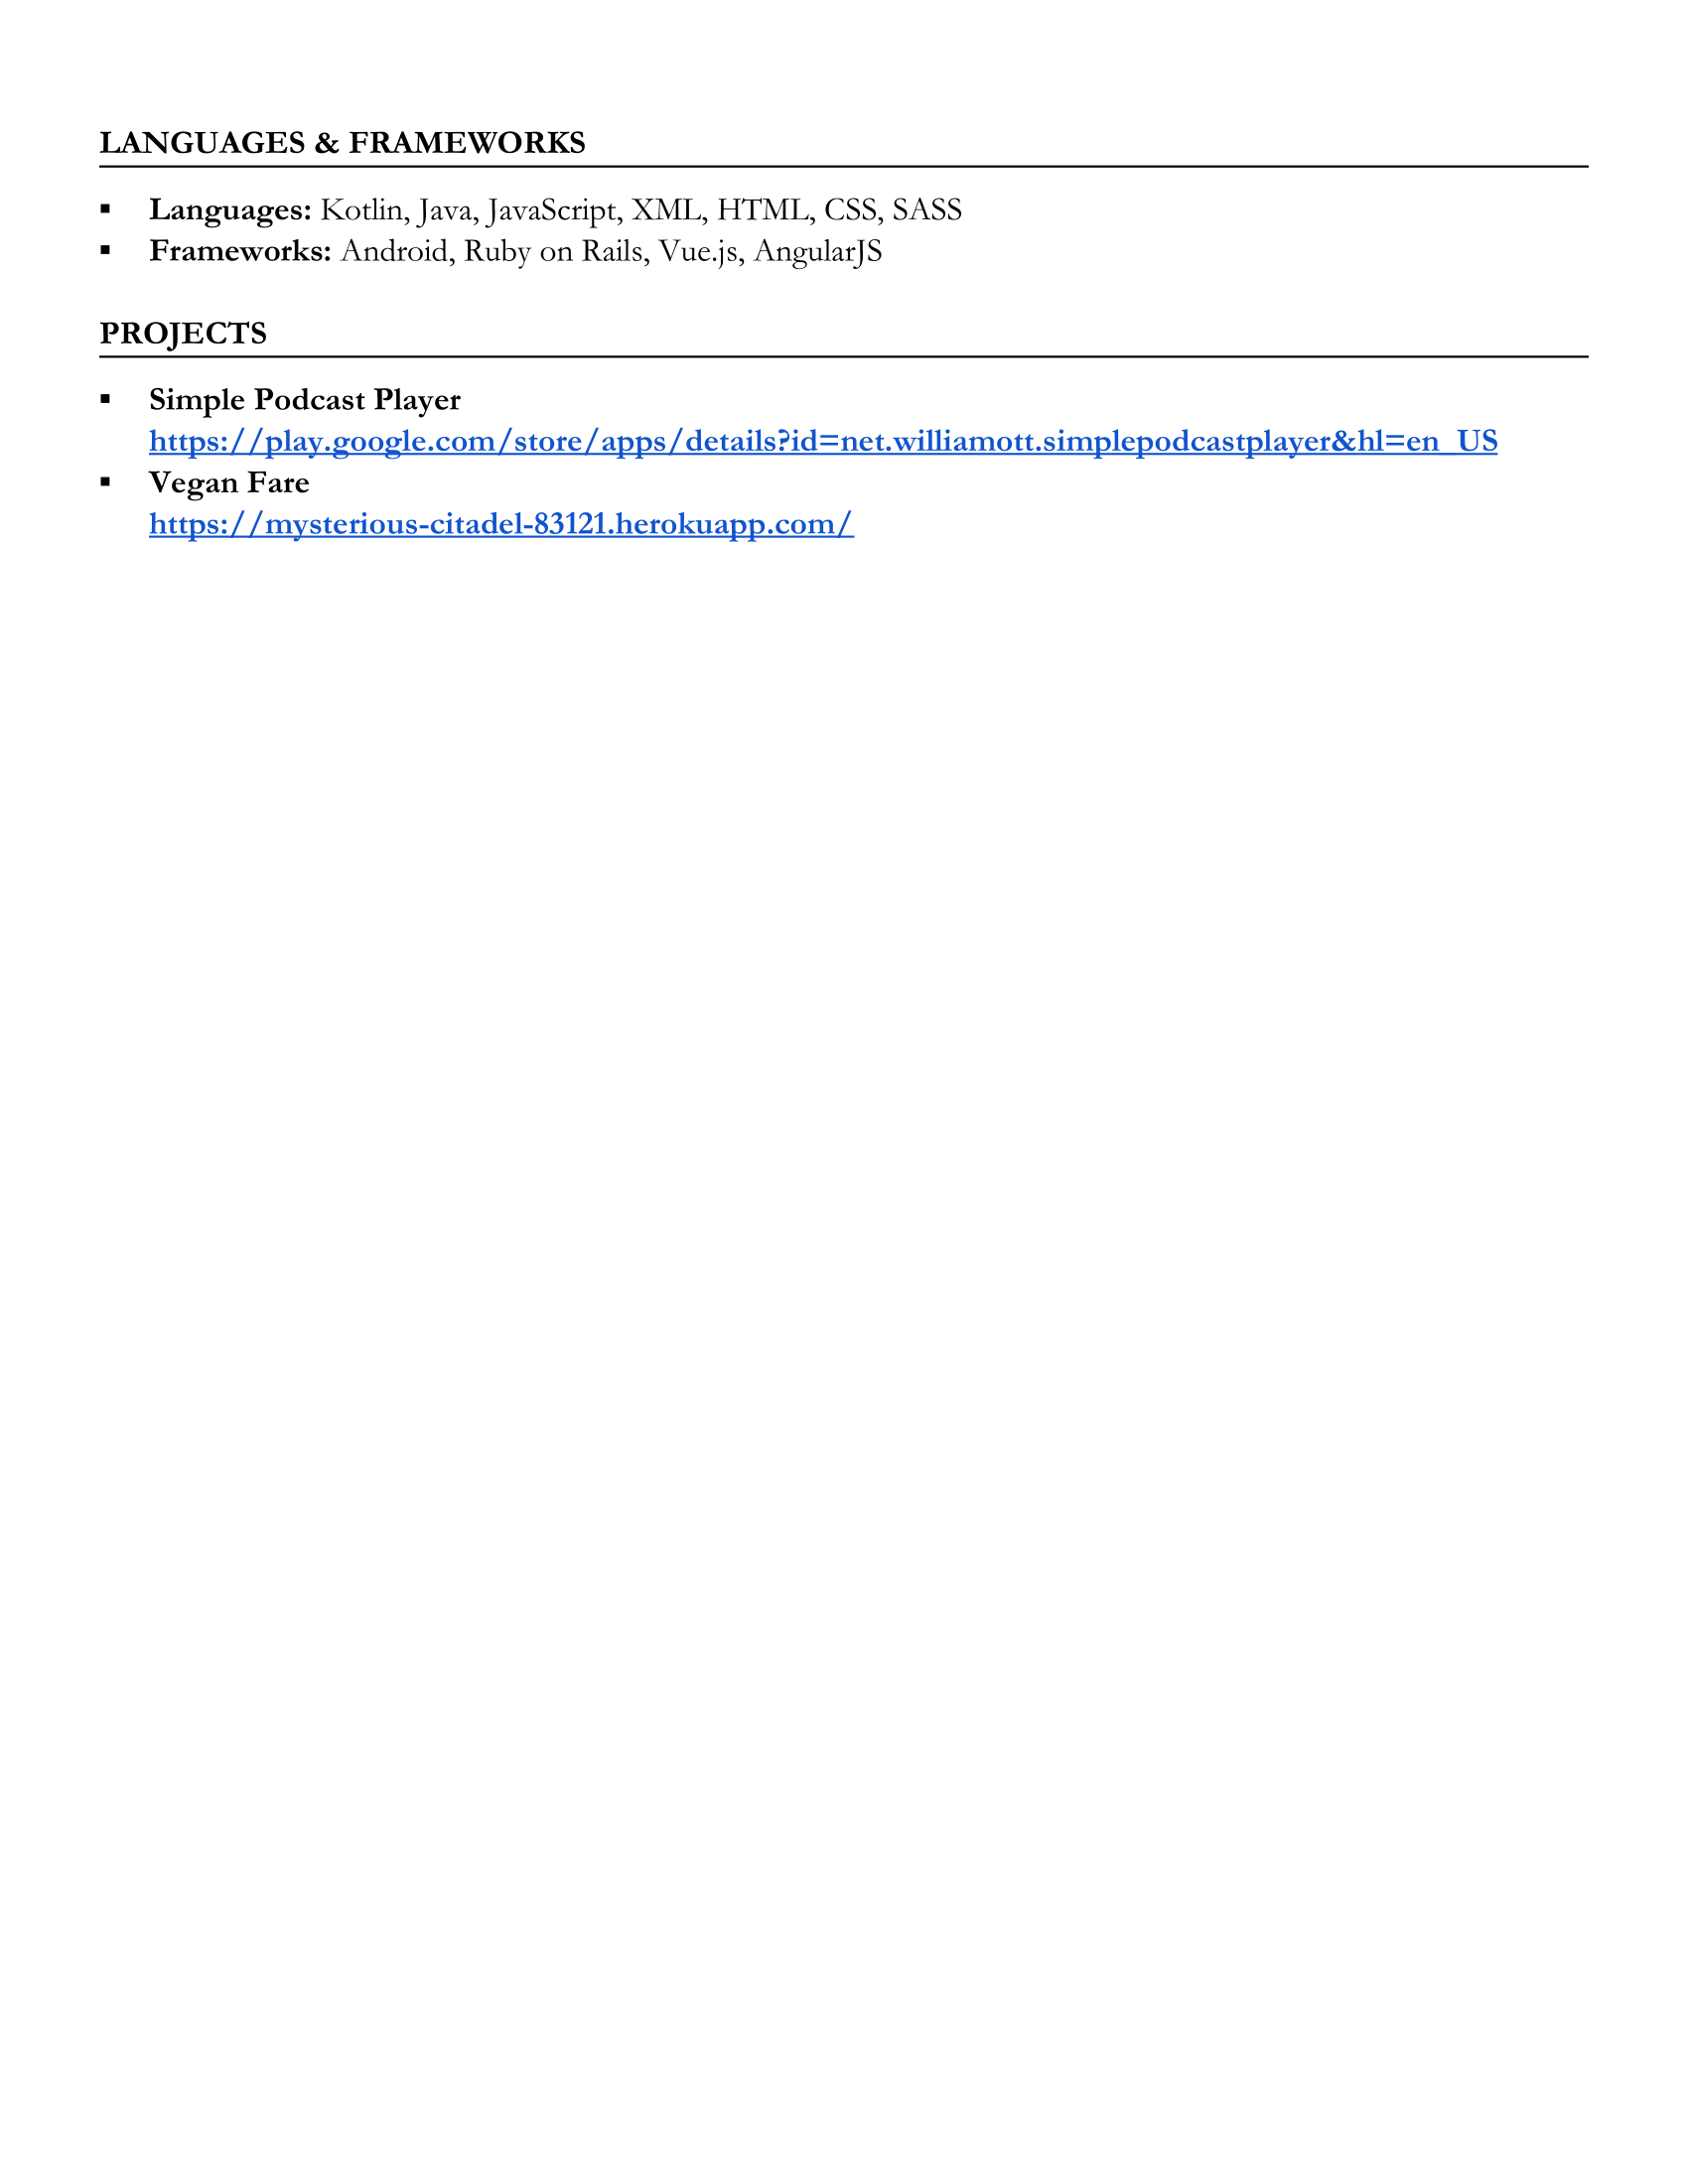 LANGUAGES & FRAMEWORKS
▪ Languages: Kotlin, Java, JavaScript, XML, HTML, CSS, SASS
▪ Frameworks: Android, Ruby on Rails, Vue.js, AngularJS
PROJECTS
▪ Simple Podcast Player
https://play.google.com/store/apps/details?id=net.williamott.simplepodcastplayer&hl=en_US
▪ Vegan Fare
https://mysterious-citadel-83121.herokuapp.com/